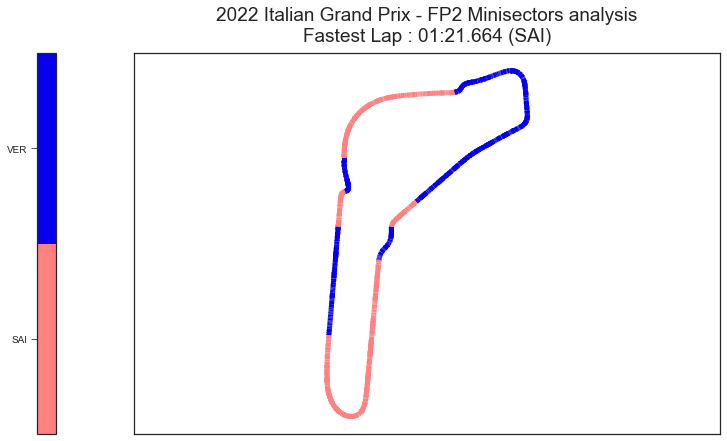 2022 Italian Grand Prix - FP2 Minisectors analysis
Fastest Lap : 01:21.664 (SAI)
VER
SAI